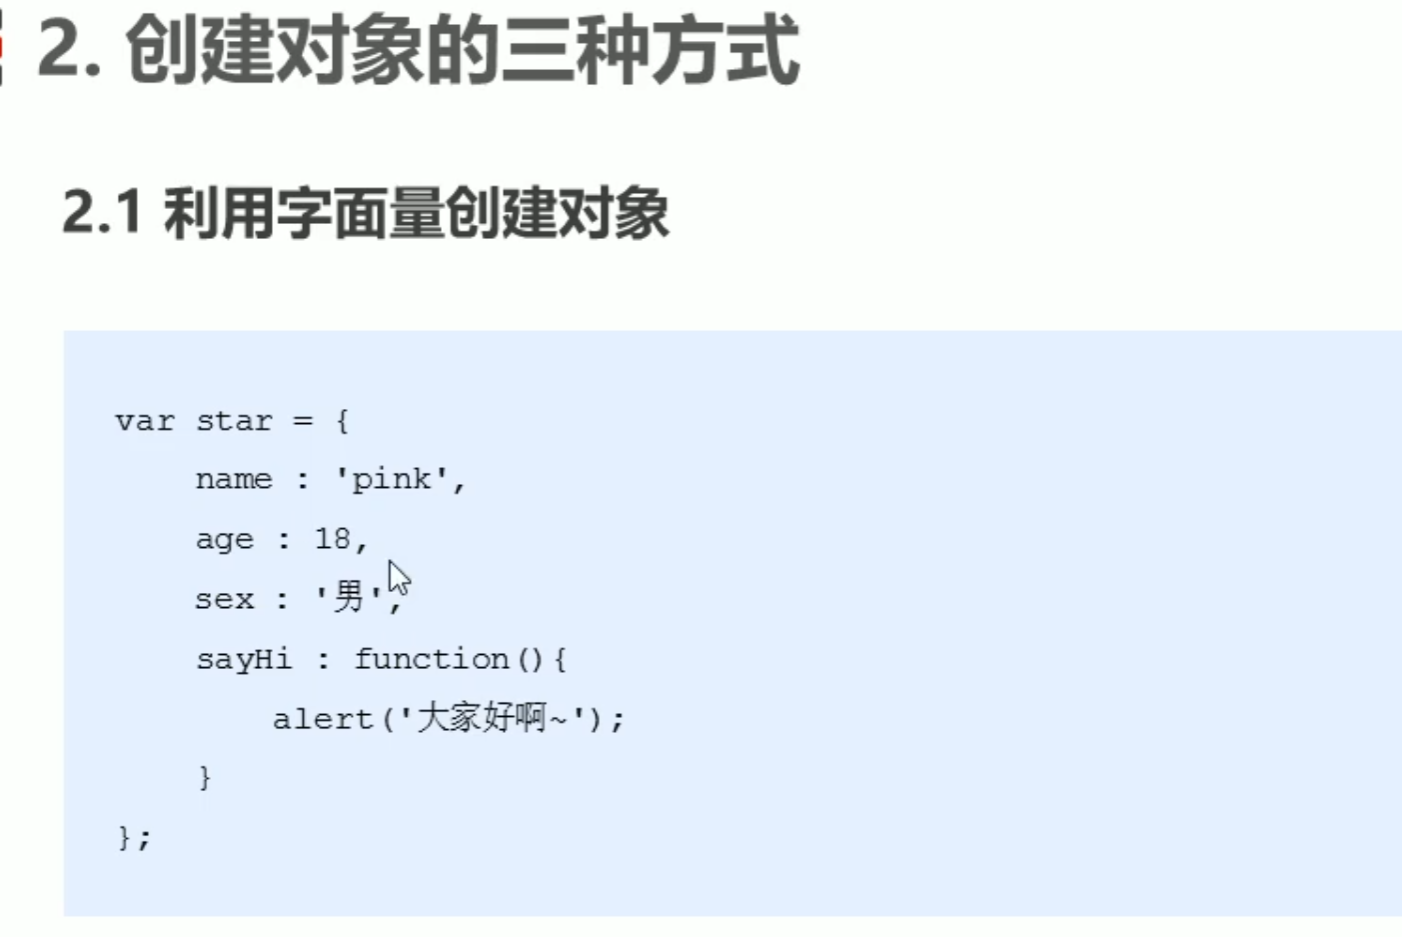 2. 创建对象的三种方式
2.1 利用字面量创建对象
var star = {
    name : 'pink',
    age : 18,
    sex : '男',
    sayHi : function(){
        alert('大家好啊~');
    }
};